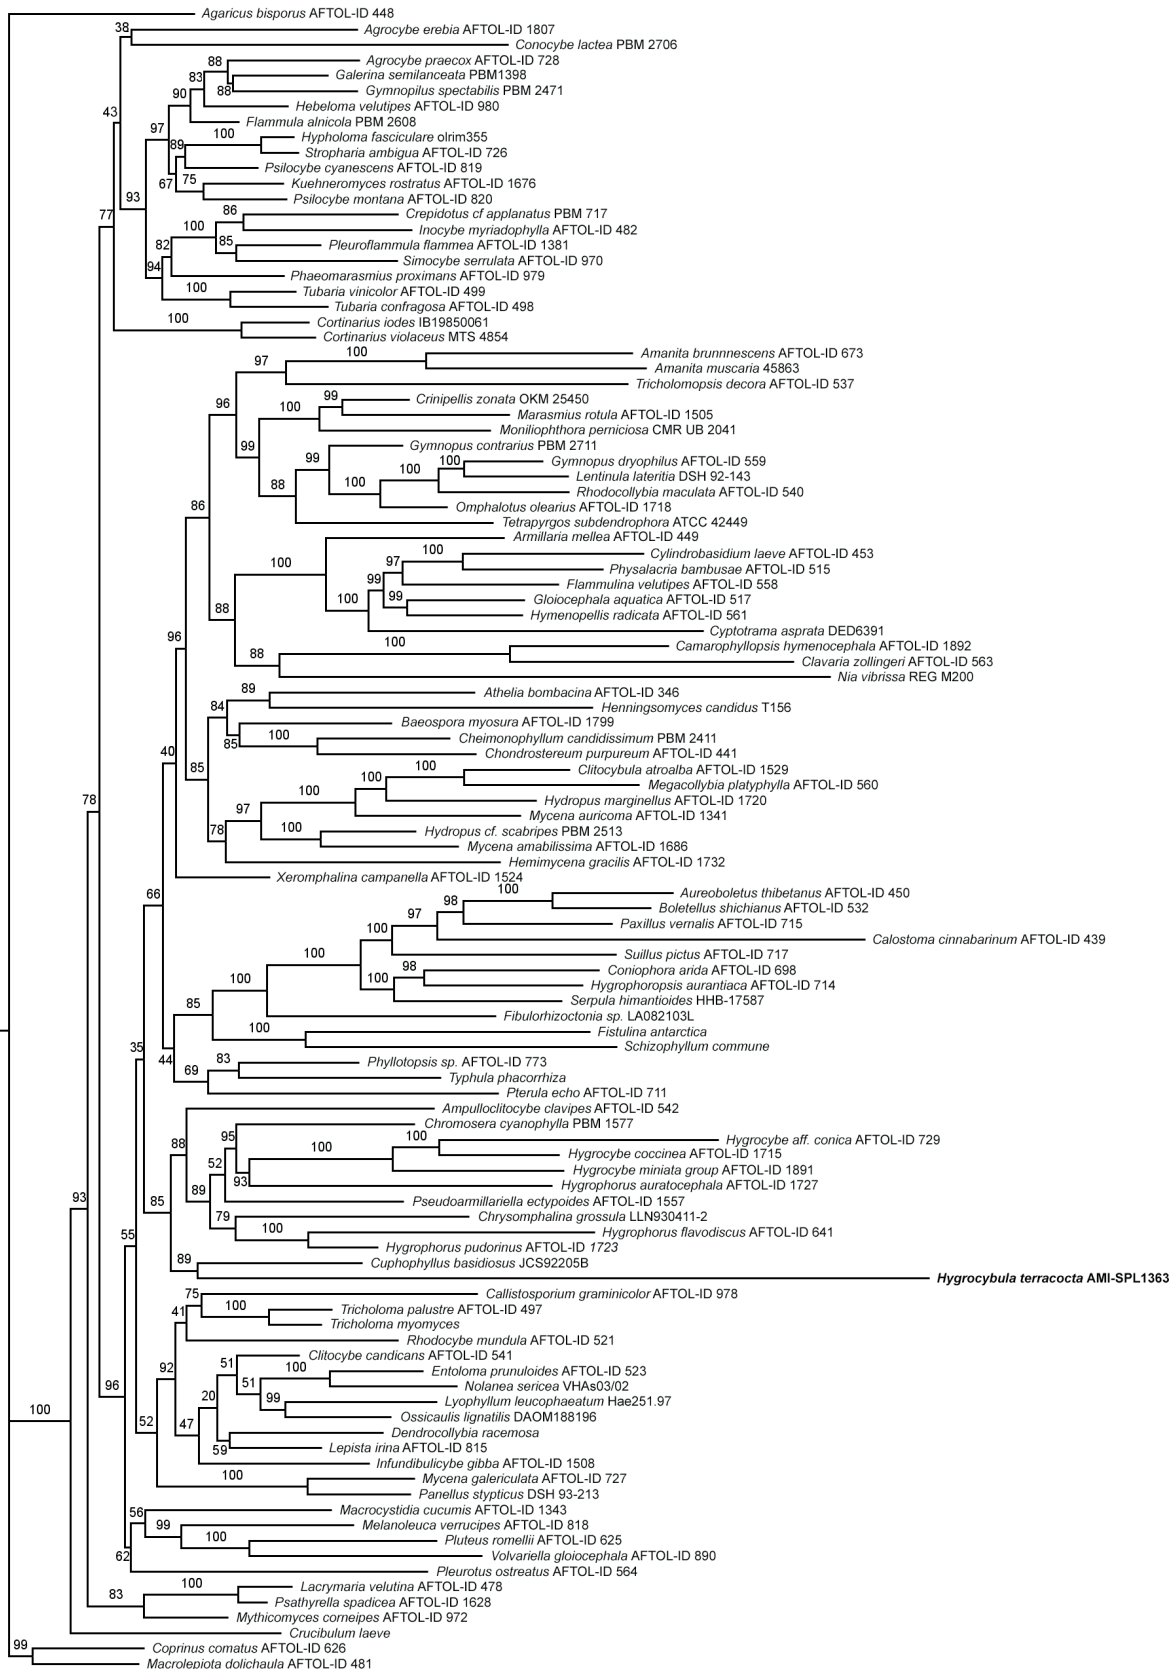 Agaricus bisporus AFTOL-ID 448
38
Agrocybe erebia AFTOL-ID 1807
Conocybe lactea PBM 2706
88
Agrocybe praecox AFTOL-ID 728
83
Galerina semilanceata PBM1398
90
88
Gymnopilus spectabilis PBM 2471
Hebeloma velutipes AFTOL-ID 980
43
Flammula alnicola PBM 2608
97
100
Hypholoma fasciculare olrim355
89
Stropharia ambigua AFTOL-ID 726
Psilocybe cyanescens AFTOL-ID 819
67
75
Kuehneromyces rostratus AFTOL-ID 1676
93
Psilocybe montana AFTOL-ID 820
77
86
Crepidotus cf applanatus PBM 717
100
Inocybe myriadophylla AFTOL-ID 482
82
85
Pleuroflammula flammea AFTOL-ID 1381
Simocybe serrulata AFTOL-ID 970
94
Phaeomarasmius proximans AFTOL-ID 979
100
Tubaria vinicolor AFTOL-ID 499
Tubaria confragosa AFTOL-ID 498
100
Cortinarius iodes IB19850061
Cortinarius violaceus MTS 4854
97
100
Amanita brunnnescens AFTOL-ID 673
Amanita muscaria 45863
Tricholomopsis decora AFTOL-ID 537
96
100
99
Crinipellis zonata OKM 25450
Marasmius rotula AFTOL-ID 1505
Moniliophthora perniciosa CMR UB 2041
99
99
Gymnopus contrarius PBM 2711
100
100
Gymnopus dryophilus AFTOL-ID 559
Lentinula lateritia DSH 92-143
88
100
Rhodocollybia maculata AFTOL-ID 540
Omphalotus olearius AFTOL-ID 1718
86
Tetrapyrgos subdendrophora ATCC 42449
Armillaria mellea AFTOL-ID 449
100
97
100
Cylindrobasidium laeve AFTOL-ID 453
Physalacria bambusae AFTOL-ID 515
99
Flammulina velutipes AFTOL-ID 558
100
99
Gloiocephala aquatica AFTOL-ID 517
88
Hymenopellis radicata AFTOL-ID 561
Cyptotrama asprata DED6391
96
88
100
Camarophyllopsis hymenocephala AFTOL-ID 1892
Clavaria zollingeri AFTOL-ID 563
Nia vibrissa REG M200
84
89
Athelia bombacina AFTOL-ID 346
Henningsomyces candidus T156
Baeospora myosura AFTOL-ID 1799
85
100
Cheimonophyllum candidissimum PBM 2411
40
Chondrostereum purpureum AFTOL-ID 441
85
100
100
Clitocybula atroalba AFTOL-ID 1529
Megacollybia platyphylla AFTOL-ID 560
78
97
100
Hydropus marginellus AFTOL-ID 1720
Mycena auricoma AFTOL-ID 1341
78
100
Hydropus cf. scabripes PBM 2513
Mycena amabilissima AFTOL-ID 1686
Hemimycena gracilis AFTOL-ID 1732
Xeromphalina campanella AFTOL-ID 1524
66
98
100
Aureoboletus thibetanus AFTOL-ID 450
97
Boletellus shichianus AFTOL-ID 532
100
Paxillus vernalis AFTOL-ID 715
Calostoma cinnabarinum AFTOL-ID 439
100
Suillus pictus AFTOL-ID 717
100
98
Coniophora arida AFTOL-ID 698
100
Hygrophoropsis aurantiaca AFTOL-ID 714
Serpula himantioides HHB-17587
85
Fibulorhizoctonia sp. LA082103L
100
Fistulina antarctica
Schizophyllum commune
35
44
83
Phyllotopsis sp. AFTOL-ID 773
69
Typhula phacorrhiza
Pterula echo AFTOL-ID 711
Ampulloclitocybe clavipes AFTOL-ID 542
Chromosera cyanophylla PBM 1577
88
95
100
100
Hygrocybe aff. conica AFTOL-ID 729
Hygrocybe coccinea AFTOL-ID 1715
52
Hygrocybe miniata group AFTOL-ID 1891
93
Hygrophorus auratocephala AFTOL-ID 1727
93
85
89
Pseudoarmillariella ectypoides AFTOL-ID 1557
79
Chrysomphalina grossula LLN930411-2
55
100
Hygrophorus flavodiscus AFTOL-ID 641
Hygrophorus pudorinus AFTOL-ID 1723
89
Cuphophyllus basidiosus JCS92205B
Hygrocybula terracocta AMI-SPL1363
75
Callistosporium graminicolor AFTOL-ID 978
41
100
Tricholoma palustre AFTOL-ID 497
Tricholoma myomyces
Rhodocybe mundula AFTOL-ID 521
92
51
Clitocybe candicans AFTOL-ID 541
100
Entoloma prunuloides AFTOL-ID 523
96
51
Nolanea sericea VHAs03/02
20
99
Lyophyllum leucophaeatum Hae251.97
100
Ossicaulis lignatilis DAOM188196
52
47
Dendrocollybia racemosa
59
Lepista irina AFTOL-ID 815
Infundibulicybe gibba AFTOL-ID 1508
100
Mycena galericulata AFTOL-ID 727
Panellus stypticus DSH 93-213
56
Macrocystidia cucumis AFTOL-ID 1343
99
Melanoleuca verrucipes AFTOL-ID 818
100
Pluteus romellii AFTOL-ID 625
62
Volvariella gloiocephala AFTOL-ID 890
Pleurotus ostreatus AFTOL-ID 564
83
100
Lacrymaria velutina AFTOL-ID 478
Psathyrella spadicea AFTOL-ID 1628
Mythicomyces corneipes AFTOL-ID 972
Crucibulum laeve
99
Coprinus comatus AFTOL-ID 626
Macrolepiota dolichaula AFTOL-ID 481